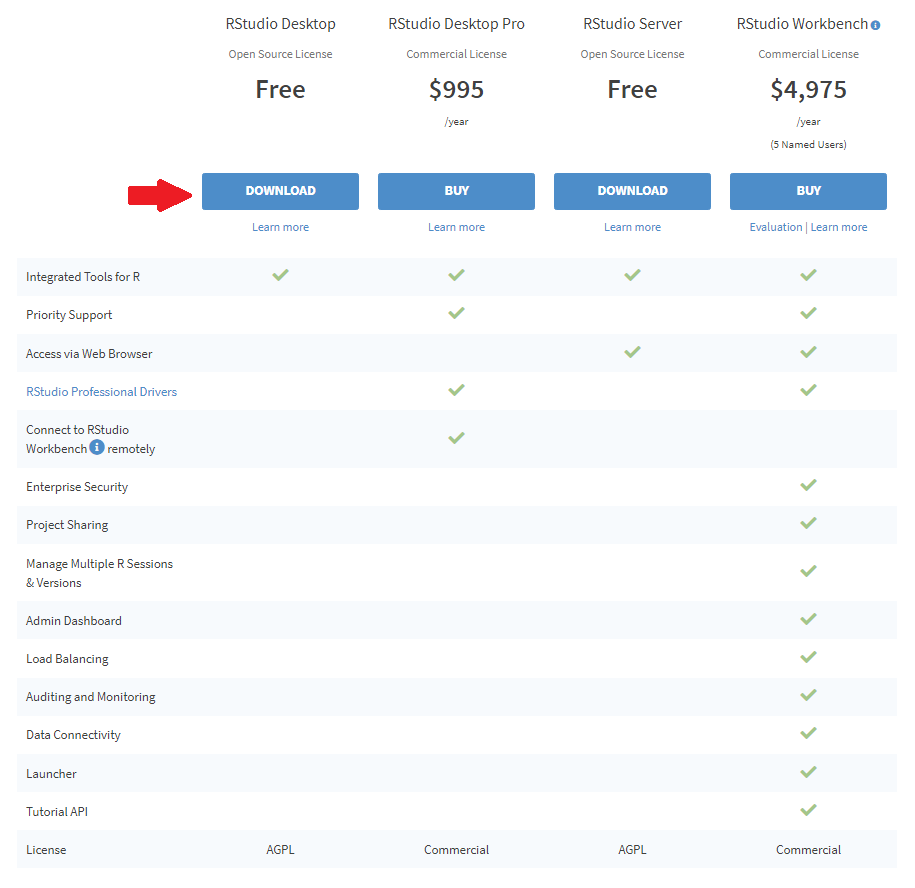 RStudio Desktop RStudio Desktop Pro RStudio Server RStudio Workbench
Open Source License Commercial License Open Source License Commercial License
Free $995 Free $4,975
/year /year
(5 Named Users)
DOWNLOAD BUY DOWNLOAD BUY
Learn more Learn more Learn more Evaluation | Learn more
Integrated Tools for R
Priority Support
Access via Web Browser
RStudio Professional Drivers
Connect to RStudio
Workbench i remotely
Enterprise Security
Project Sharing
Manage Multiple R Sessions
& Versions
Admin Dashboard
Load Balancing
Auditing and Monitoring
Data Connectivity
Launcher
Tutorial API
License AGPL Commercial AGPL Commercial